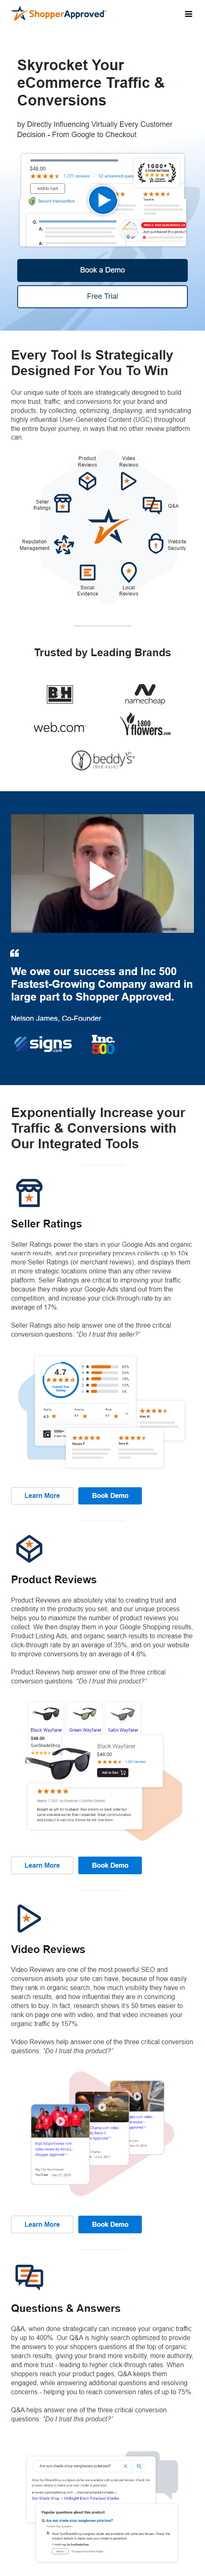 ShopperApproved
Skyrocket Your
eCommerce Traffic &
Conversions
by Directly Influencing Virtually Every Customer
Decision - From Google to Checkout
$46.00
Add to Cart
Secure transaction
1000+
Book a Demo
Free Trial
Every Tool Is Strategically
Designed For You To Win
Our unique suite of tools are strategically designed to build
more trust, traffic, and conversions for your brand and
products, by collecting, optimizing, displaying, and syndicating
highly influential User-Generated Content (UGC) throughout
the entire buyer journey, in ways that no other review platform
can.
Product
Reviews
Video
Reviews
Seller
Ratings
Q&A
Reputation
Management
Website
Security
Social
Evidence
Local
Reviews
Trusted by Leading Brands
BH
namecheap
web.com
1·800
flowers.com
beddy's
“
We owe our success and Inc 500
Fastest-Growing Company award in
large part to Shopper Approved.
Nelson James, Co-Founder
signs
.com
Inc.
500
Exponentially Increase your
Traffic & Conversions with
Our Integrated Tools
Seller Ratings
Seller Ratings power the stars in your Google Ads and organic
search results, and our proprietary process collects up to 10x
more Seller Ratings (or merchant reviews), and displays them
in more strategic locations online than any other review
platform. Seller Ratings are critical to improving your traffic
because they make your Google Ads stand out from the
competition, and increase your click-through-rate by an
average of 17%.
Seller Ratings also help answer one of the three critical
conversion questions: “Do I trust this seller?”
4.7
Learn More
Book Demo
Product Reviews
Product Reviews are absolutely vital to creating trust and
credibility in the products you sell, and our unique process
helps you to maximize the number of product reviews you
collect. We then display them in your Google Shopping results,
Product Listing Ads, and organic search results to increase the
click-through-rate by an average of 35%, and on your website
to improve conversions by an average of 4.6%.
Product Reviews help answer one of the three critical
conversion questions: “Do I trust this product?”
Black Wayfarer
Green Wayfarer
Satin Wayfarer
$48.00
SunShadeShop
Black Wayfarer
$48.00
Add to Cart
Learn More
Book Demo
Video Reviews
Video Reviews are one of the most powerful SEO and
conversion assets your site can have, because of how easily
they rank in organic search, how much visibility they have in
search results, and how influential they are in convincing
others to buy. In fact, research shows it's 50 times easier to
rank on page one with video, and that video increases your
organic traffic by 157%.
Video Reviews help answer one of the three critical conversion
questions: “Do I trust this product?”
Learn More
Book Demo
Questions & Answers
Q&A, when done strategically can increase your organic traffic
by up to 400%. Our Q&A is highly search optimized to provide
the answers to your shoppers questions at the top of organic
search results, giving your brand more visibility, more authority,
and more trust - leading to higher click-through rates. When
shoppers reach your product pages, Q&A keeps them
engaged, while answering additional questions and resolving
concerns - helping you to reach conversion rates of up to 75%.
Q&A helps answer one of the three critical conversion
questions: “Do I trust this product?”
Are sun shade stop sunglasses polarized?
Popular questions about this product